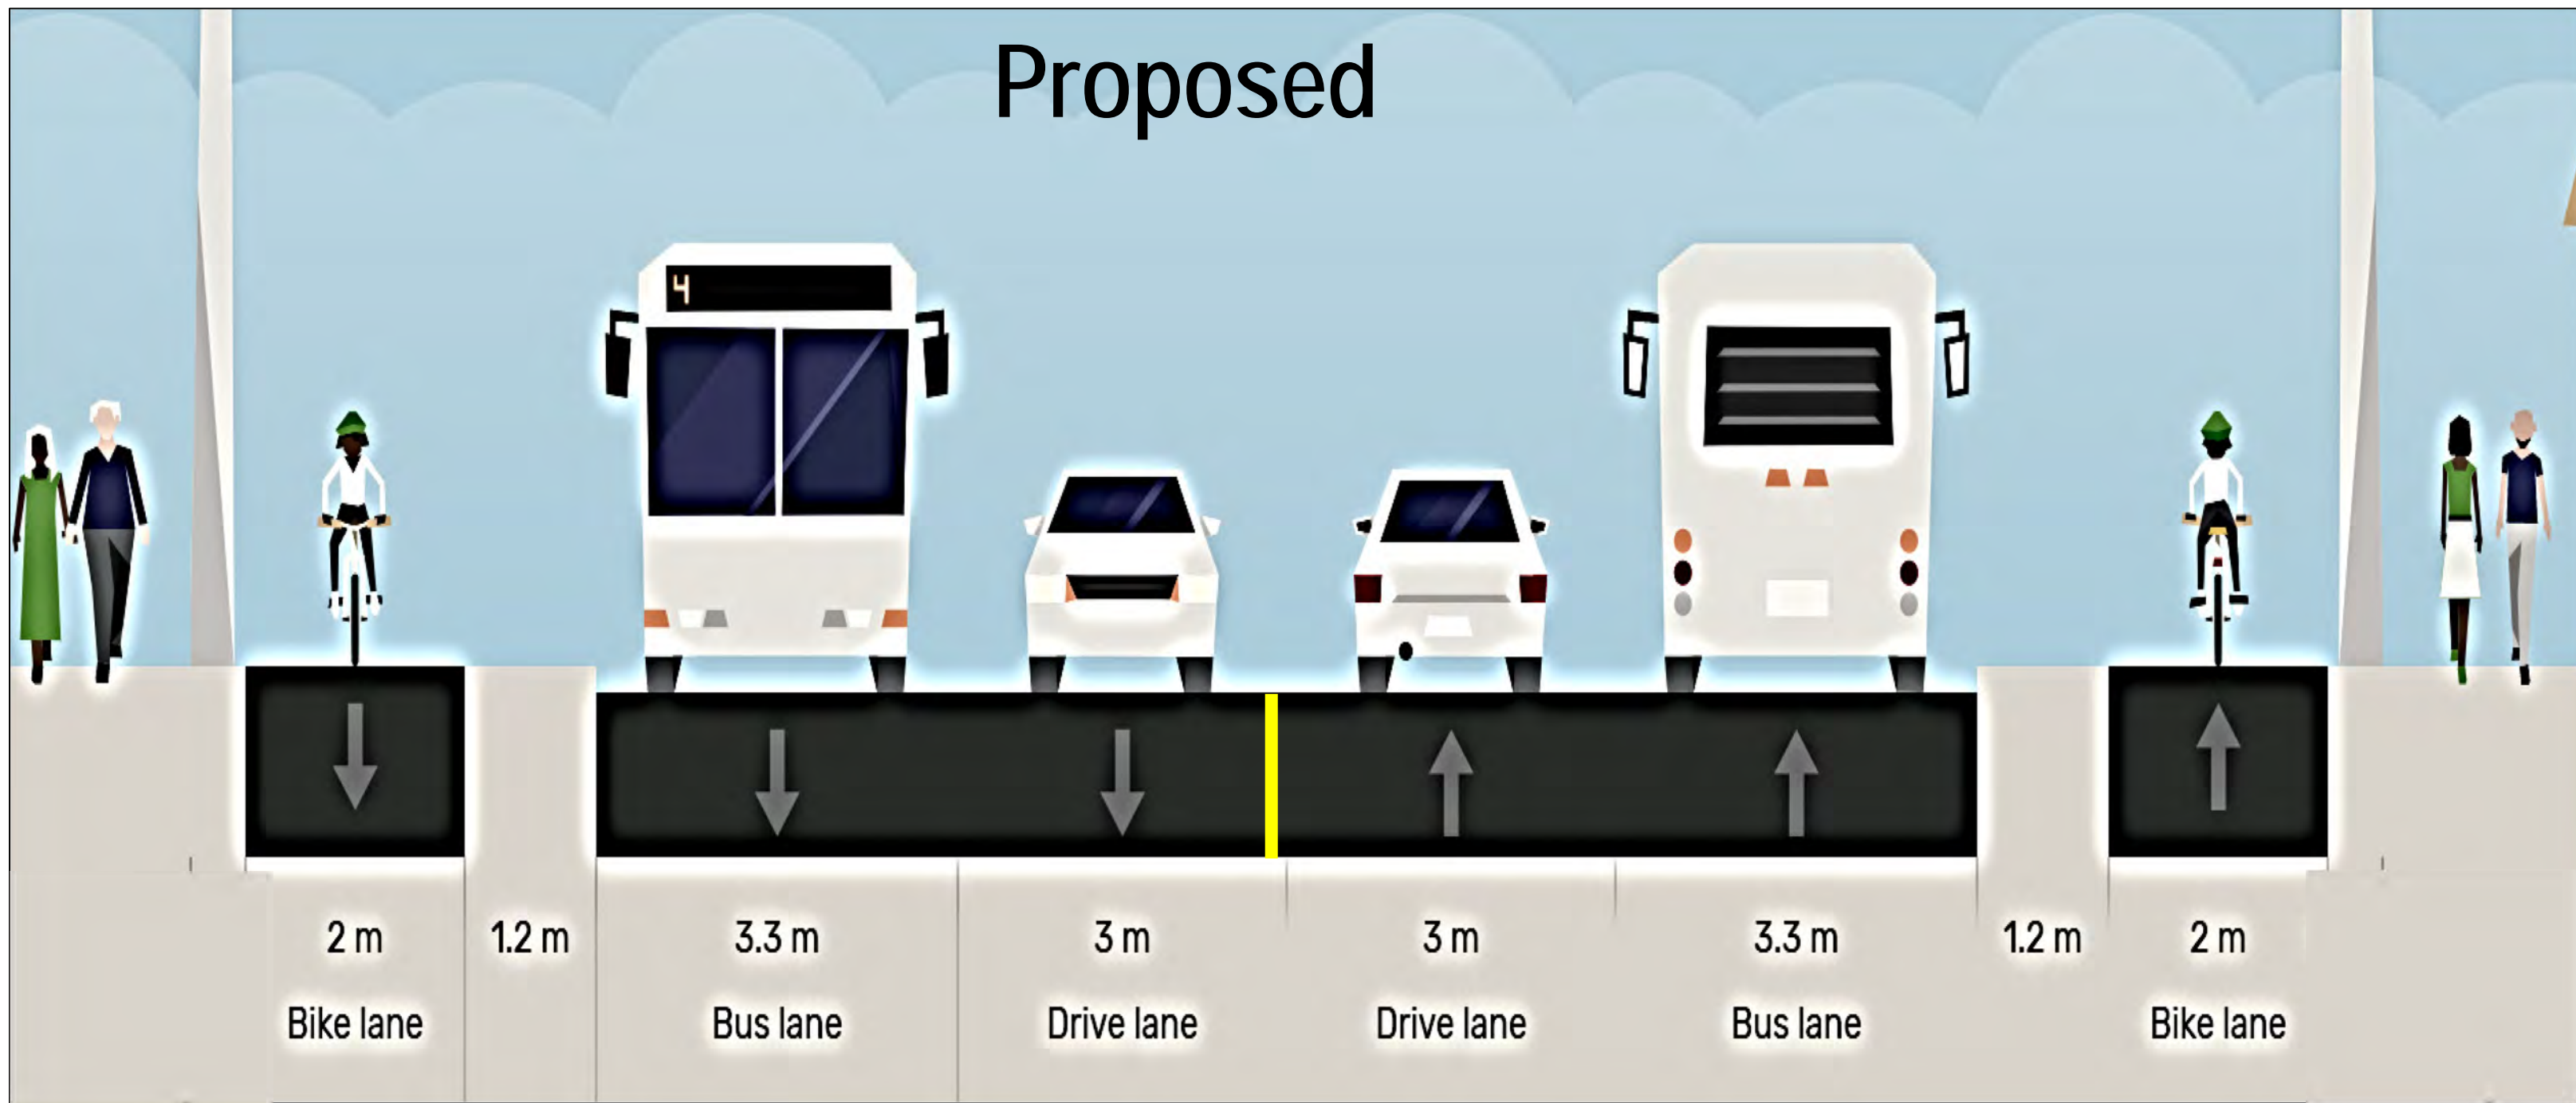 Proposed
4
2 m 1.2 m 3.3 m 3 m 3 m 3.3 m 1.2 m 2 m
Bike lane Bus lane Drive lane Drive lane Bus lane Bike lane